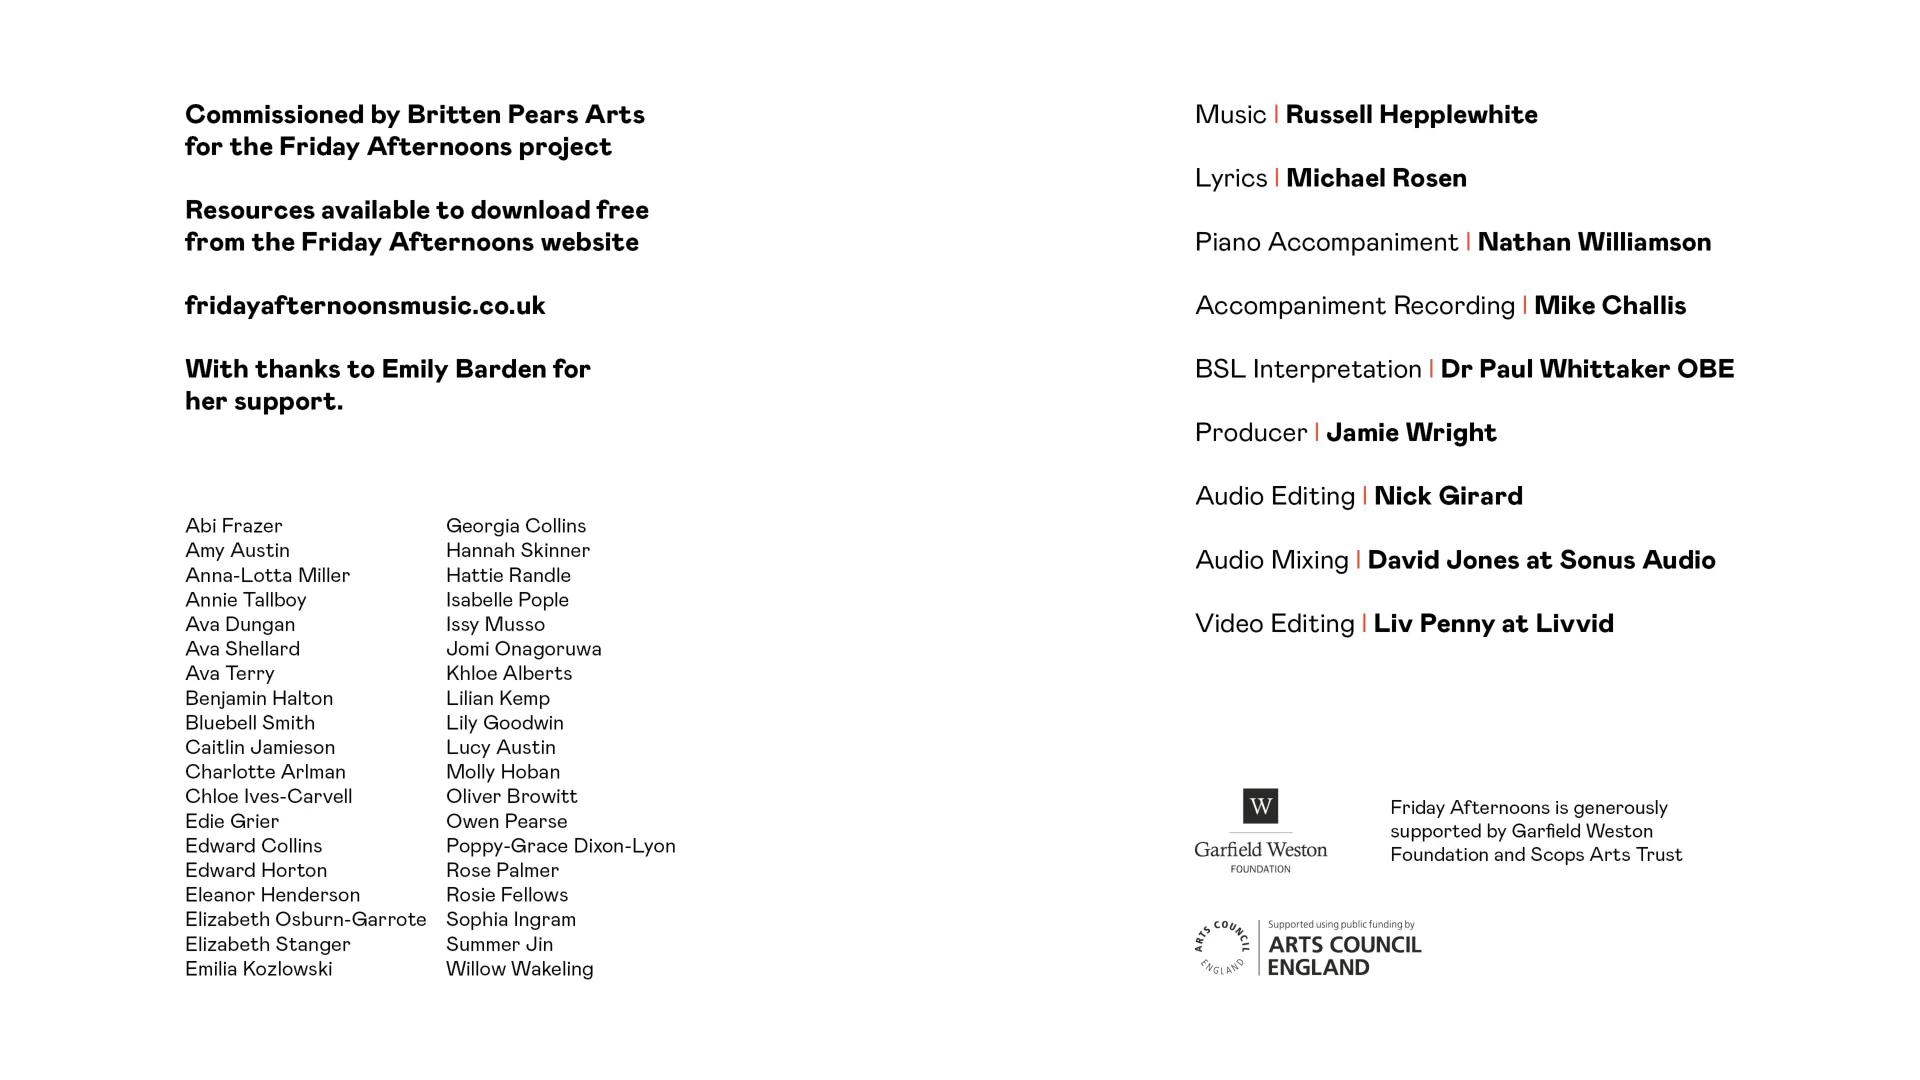 Commissioned by Britten Pears Arts
for the Friday Afternoons project
Resources available to download free
from the Friday Afternoons website
fridayafternoonsmusic.co.uk
With thanks to Emily Barden for
her support.
Abi Frazer
Amy Austin
Anna-Lotta Miller
Annie Tallboy
Ava Dungan
Ava Shellard
Ava Terry
Benjamin Halton
Bluebell Smith
Caitlin Jamieson
Charlotte Arlman
Chloe Ives-Carvell
Edie Grier
Edward Collins
Edward Horton
Eleanor Henderson
Elizabeth Osburn-Garrote
Elizabeth Stanger
Emilia Kozlowski
Georgia Collins
Hannah Skinner
Hattie Randle
Isabelle Pople
Issy Musso
Jomi Onagoruwa
Khloe Alberts
Lilian Kemp
Lily Goodwin
Lucy Austin
Molly Hoban
Oliver Browitt
Owen Pearse
Poppy-Grace Dixon-Lyon
Rose Palmer
Rosie Fellows
Sophia Ingram
Summer Jin
Willow Wakeling
Music | Russell Hepplewhite
Lyrics | Michael Rosen
Piano Accompaniment | Nathan Williamson
Accompaniment Recording | Mike Challis
BSL Interpretation | Dr Paul Whittaker OBE
Producer | Jamie Wright
Audio Editing | Nick Girard
Audio Mixing | David Jones at Sonus Audio
Video Editing | Liv Penny at Livvid
W
Garfield Weston
FOUNDATION
Friday Afternoons is generously
supported by Garfield Weston
Foundation and Scops Arts Trust
ARTS COUNCIL
ENGLAND
Supported using public funding by
ARTS COUNCIL
ENGLAND